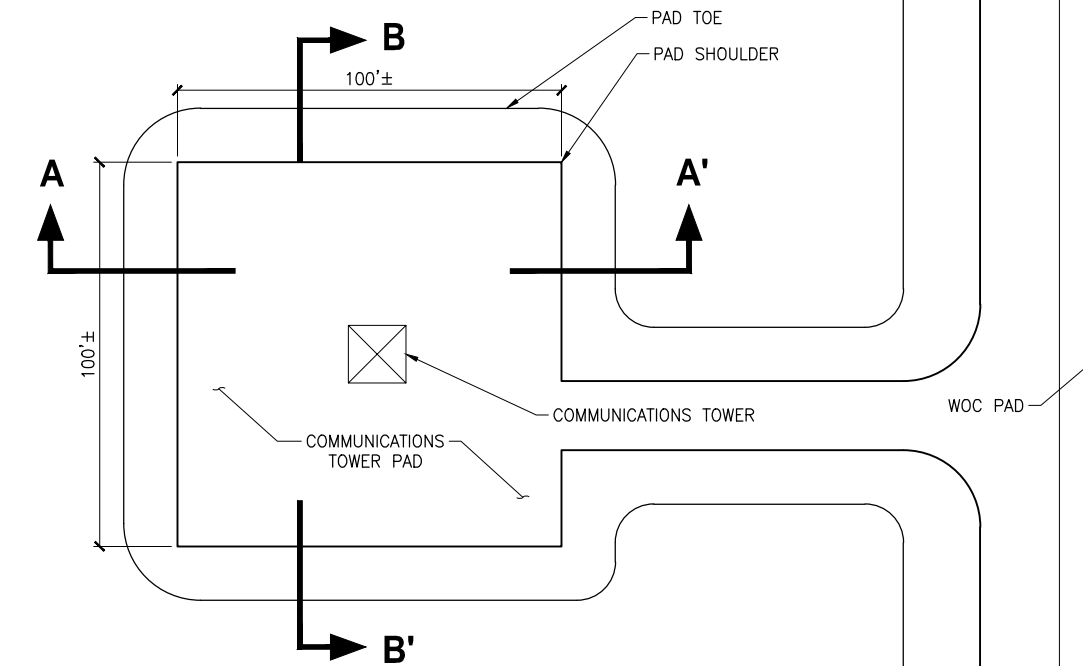 PAD TOE
B
PAD SHOULDER
100'±
A
A'
100'±
WOC PAD
COMMUNICATIONS TOWER
COMMUNICATIONS
TOWER PAD
B'